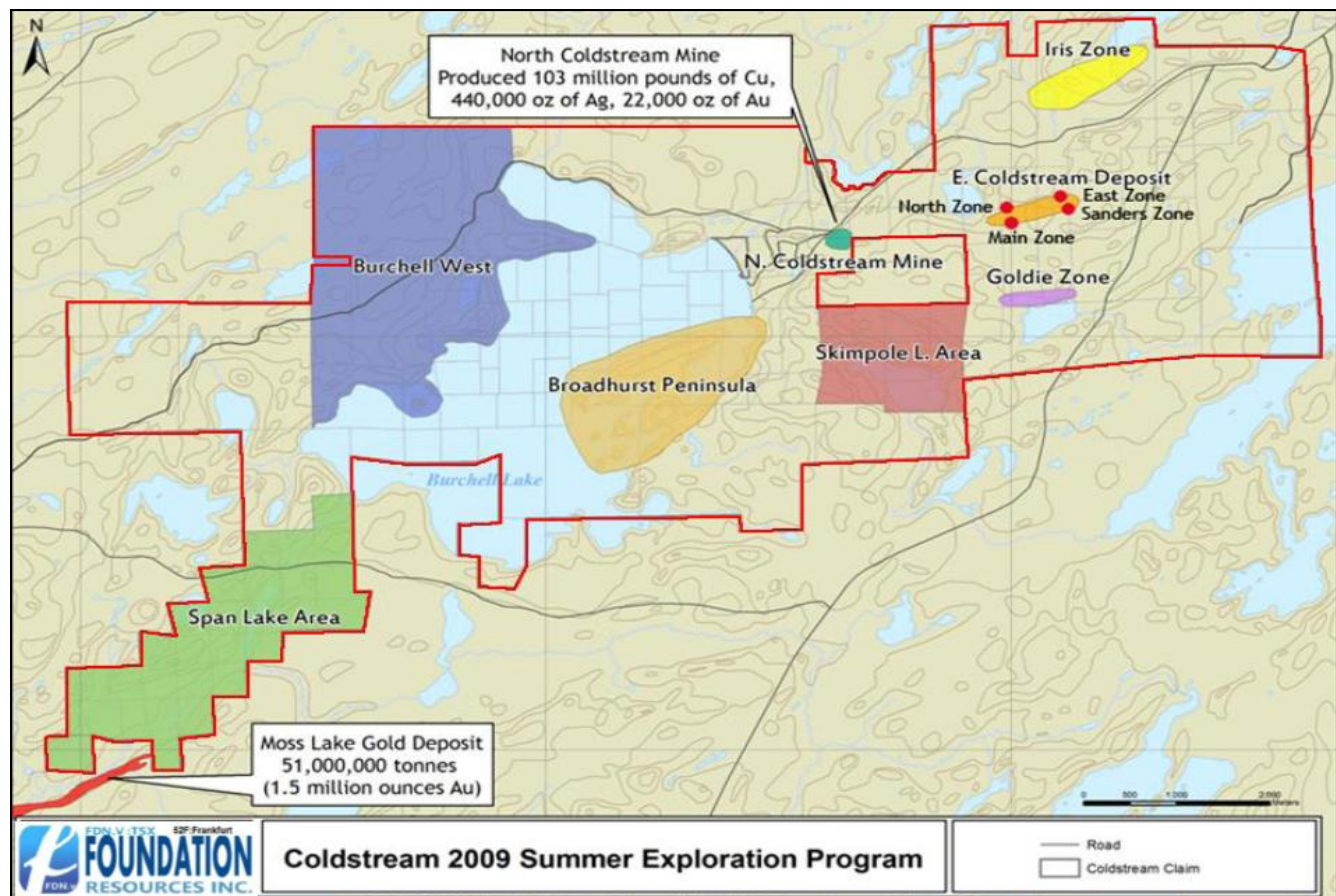 N
North Coldstream Mine
Produced 103 million pounds of Cu,
440,000 oz of Ag, 22,000 oz of Au
Iris Zone
E. Coldstream Deposit
East Zone
North Zone
Sanders Zone
Main Zone
N. Coldstream Mine
Burchell West
Goldie Zone
Skimpole L. Area
Broadhurst Peninsula
Burchell Lake
Span Lake Area
Moss Lake Gold Deposit
51,000,000 tonnes
(1.5 million ounces Au)
0 500 1,000 2,000
Meters
FDN.V :TSX S2F:Frankfurt
FOUNDATION
RESOURCES INC.
FDN.v
Coldstream 2009 Summer Exploration Program
Road
Coldstream Claim